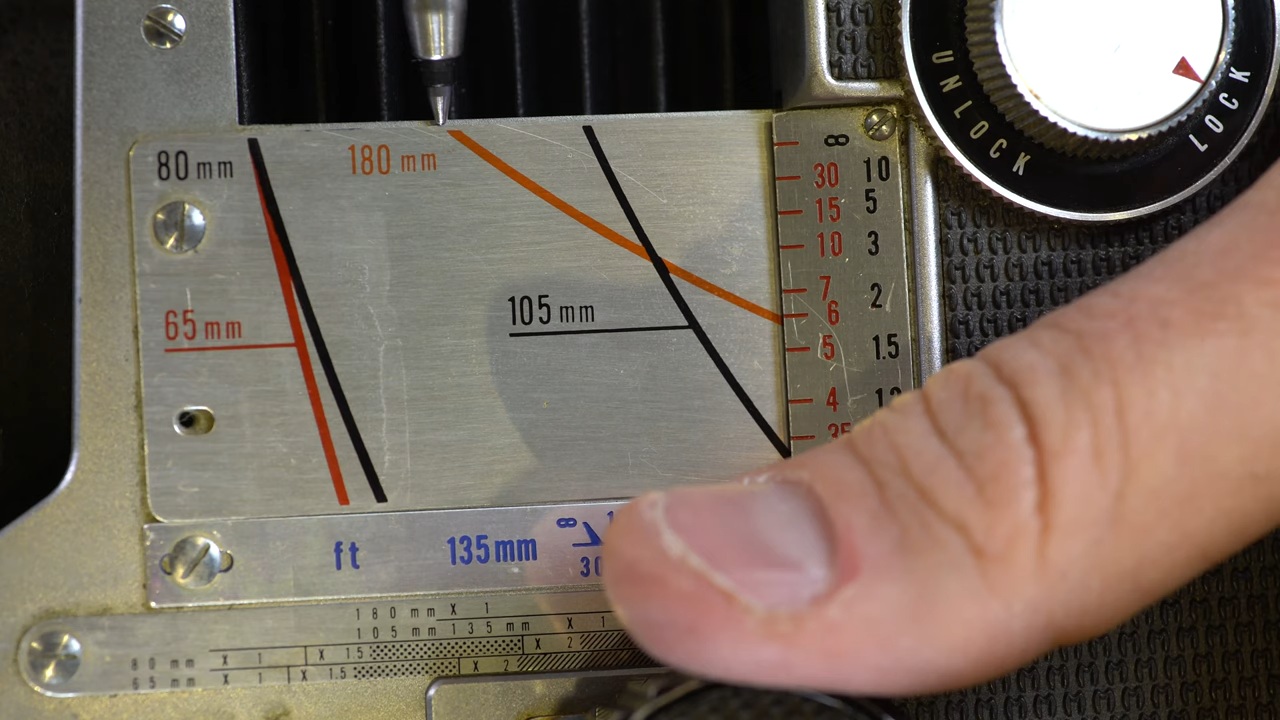 UNLOCK
LOCK
80 mm
180 mm
65 mm
105 mm
∞
30 10
15 5
10 3
7
6 2
5 1.5
4
ft 135mm ∞ 1
30
180 mm X 1
105 mm 135 mm X 1
80 mm X 1 X 1.5 X 2
65 mm X 1 X 1.5 X 2